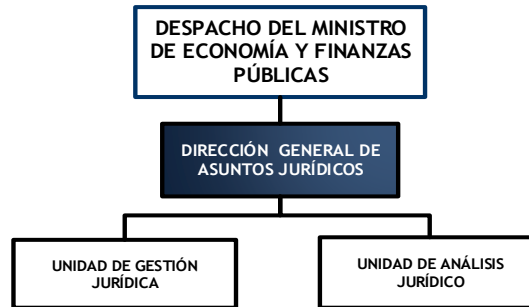 DESPACHO DEL MINISTRO
DE ECONOMÍA Y FINANZAS
PÚBLICAS
DIRECCIÓN GENERAL DE
ASUNTOS JURÍDICOS
UNIDAD DE GESTIÓN
JURÍDICA
UNIDAD DE ANÁLISIS
JURÍDICO